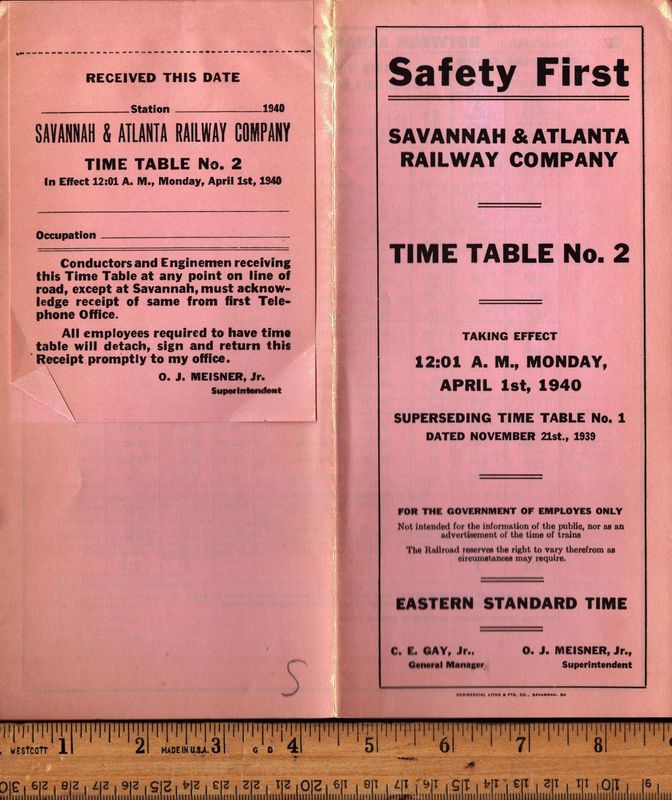 RECEIVED THIS DATE
Station 1940
SAVANNAH & ATLANTA RAILWAY COMPANY
TIME TABLE No. 2
In Effect 12:01 A. M., Monday, April 1st, 1940
Occupation
Conductors and Enginemen receiving
this Time Table at any point on line of
road, except at Savannah, must acknow-
ledge receipt of same from first Tele-
phone Office.
All employees required to have time
table will detach, sign and return this
Receipt promptly to my office.
O. J. MEISNER, Jr.
Superintendent
S
Safety First
SAVANNAH & ATLANTA
RAILWAY COMPANY
TIME TABLE No. 2
TAKING EFFECT
12:01 A. M., MONDAY,
APRIL 1st, 1940
SUPERSEDING TIME TABLE No. 1
DATED NOVEMBER 21st., 1939
FOR THE GOVERNMENT OF EMPLOYES ONLY
Not intended for the information of the public, nor as an
advertisement of the time of trains
The Railroad reserves the right to vary therefrom as
circumstances may require.
EASTERN STANDARD TIME
C. E. GAY, Jr., O. J. MEISNER, Jr.,
General Manager Superintendent
COMMERCIAL LITHO & PTG. CO., SAVANNAH, GA
WESTCOTT 1 2 MADE IN U.S.A. 3 G D 4 5 6 7 8